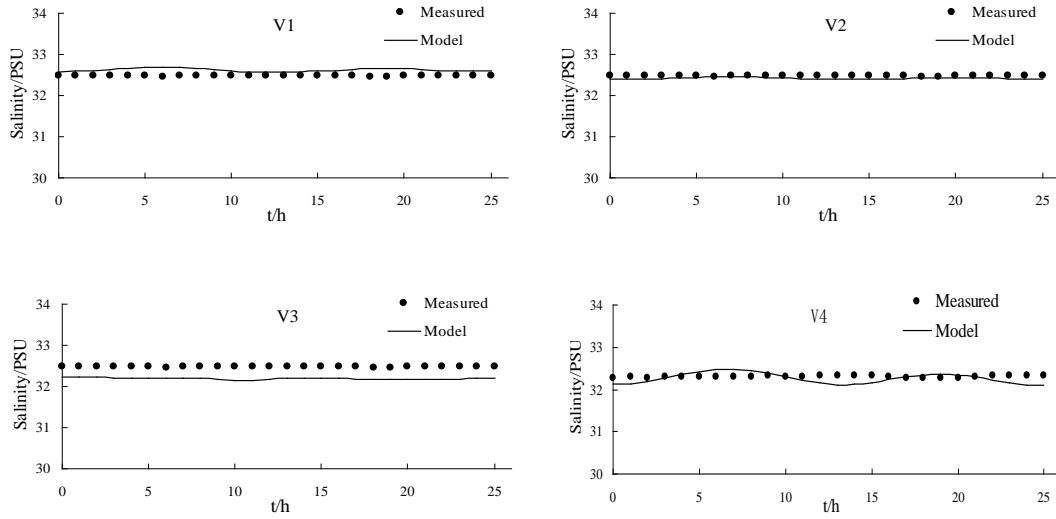 34
33
32
31
30
Salinity/PSU
V1
Measured
Model
0 5 10 15 20 25
t/h
34
33
32
31
30
Salinity/PSU
V2
Measured
Model
0 5 10 15 20 25
t/h
34
33
32
31
30
Salinity/PSU
V3
Measured
Model
0 5 10 15 20 25
t/h
34
33
32
31
30
Salinity/PSU
V4
Measured
Model
0 5 10 15 20 25
t/h